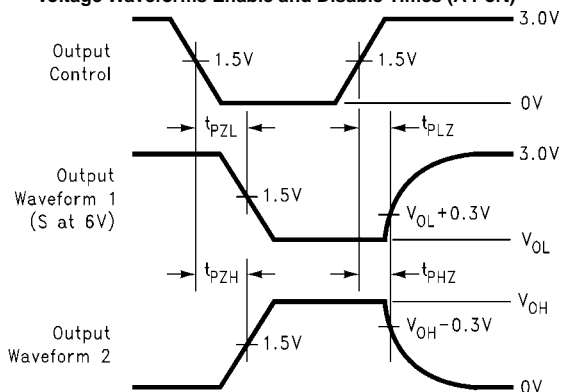 Voltage Waveforms Enable and Disable Times (A Port)
3.0V
Output
Control
1.5V
1.5V
0V
tPZL
tPLZ
3.0V
Output
Waveform 1
(S at 6V)
1.5V
VOL+0.3V
VOL
tPZH
tPHZ
VOH
Output
Waveform 2
1.5V
VOH−0.3V
0V